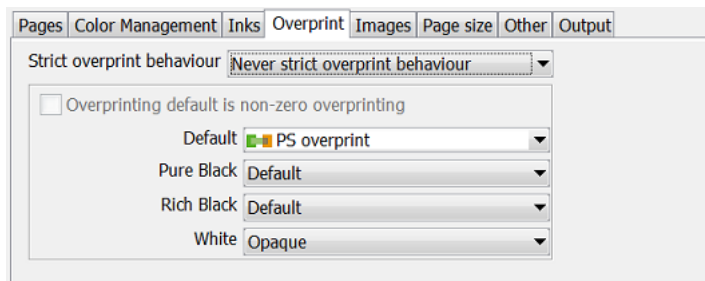 Pages Color Management Inks Overprint Images Page size Other Output
Strict overprint behaviour Never strict overprint behaviour
Overprinting default is non-zero overprinting
Default PS overprint
Pure Black Default
Rich Black Default
White Opaque